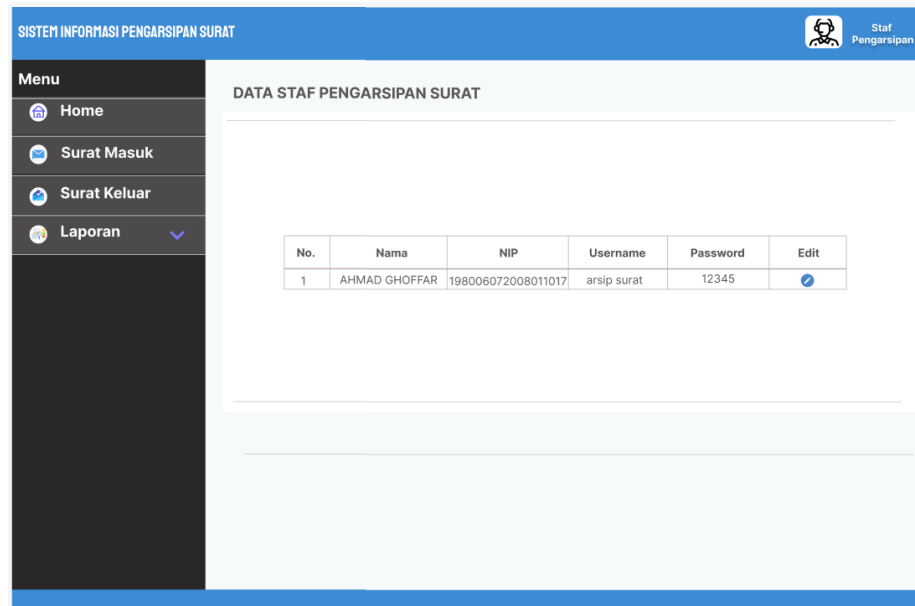 SISTEM INFORMASI PENGARSIPAN SURAT
Staf
Pengarsipan
Menu
Home
Surat Masuk
Surat Keluar
Laporan
DATA STAF PENGARSIPAN SURAT
No. Nama NIP Username Password Edit
1 AHMAD GHOFFAR 198006072008011017 arsip surat 12345